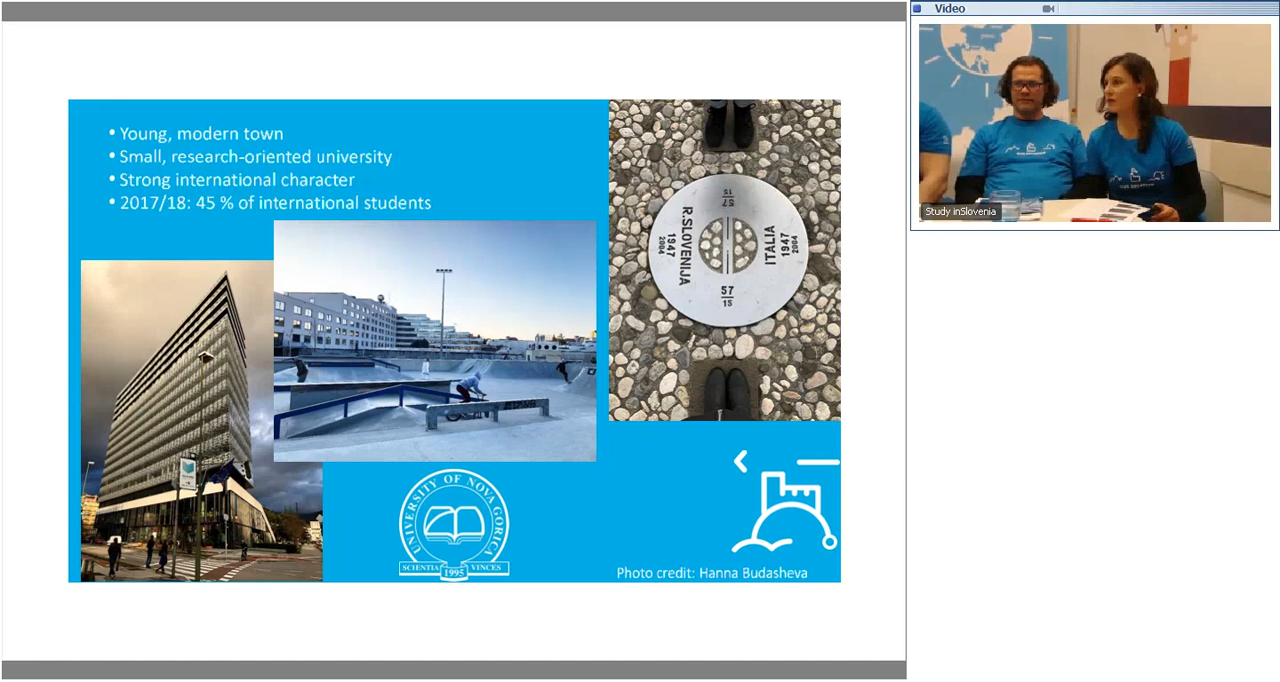 • Young, modern town
• Small, research-oriented university
• Strong international character
• 2017/18: 45 % of international students
57
15
R.SLOVENIJA
1947
2004
ITALIA
1947
2004
57
15
UNIVERSITY OF NOVA GORICA
SCIENTIA VINCES
1995
Photo credit: Hanna Budasheva
Video
Study inSlovenia